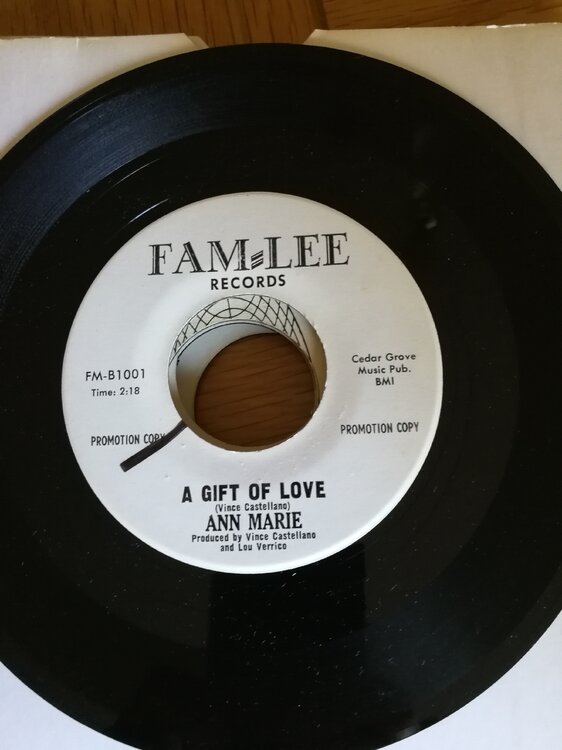 FAM-LEE
RECORDS
FM-B1001
Time: 2:18
Cedar Grove
Music Pub.
BMI
PROMOTION COPY
PROMOTION COPY
A GIFT OF LOVE
(Vince Castellano)
ANN MARIE
Produced by Vince Castellano
and Lou Verrico